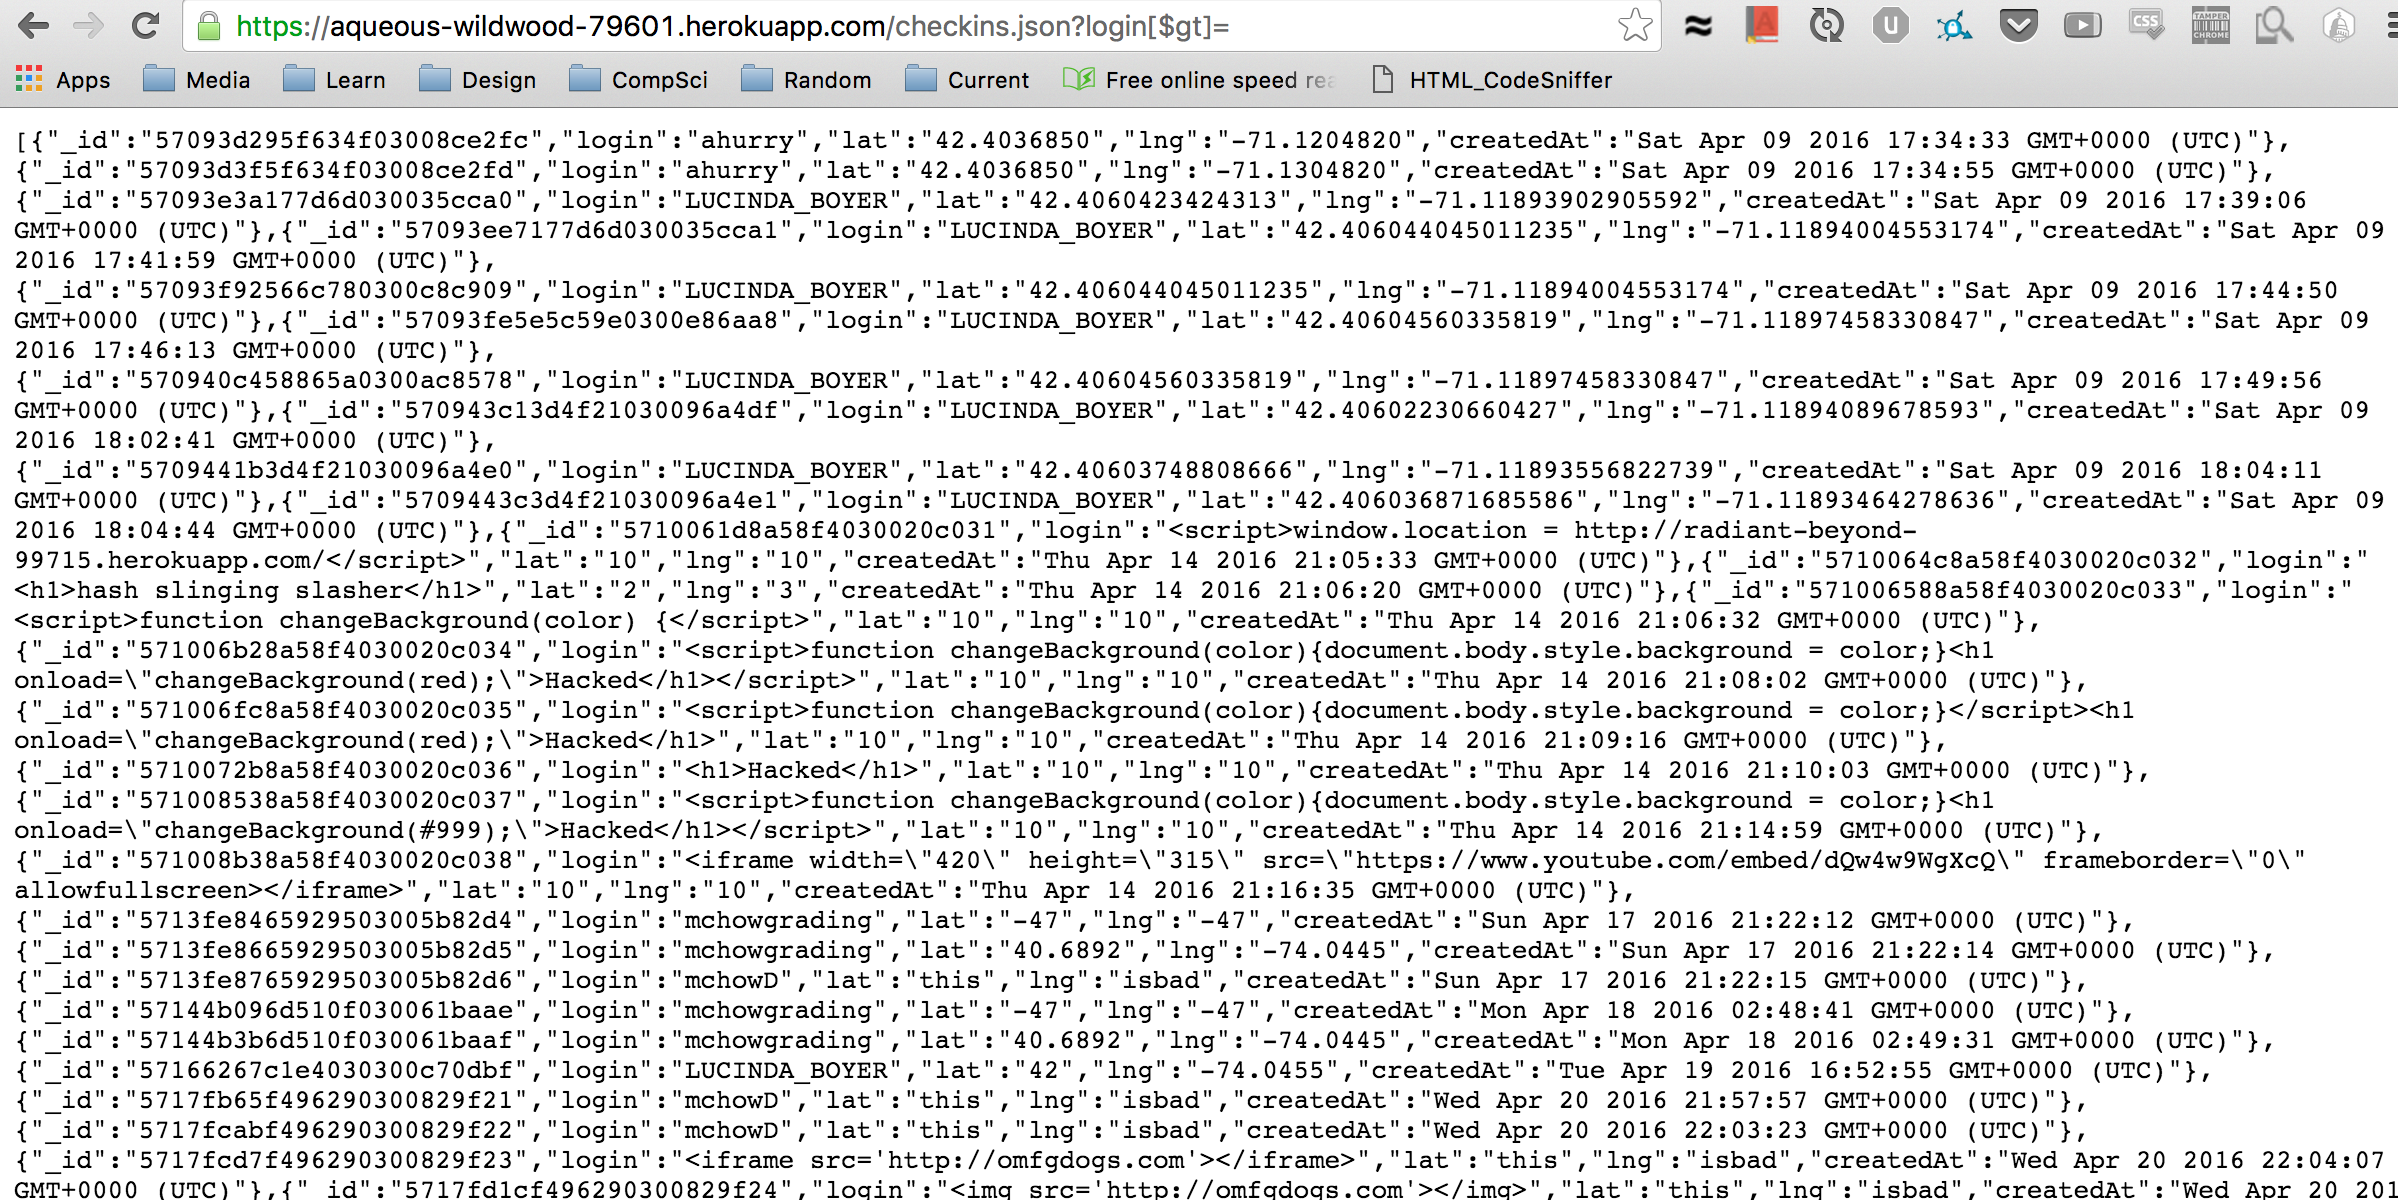 https://aqueous-wildwood-79601.herokuapp.com/checkins.json?login[$gt]=
U
CSS
TAMPER
CHROME
Apps Media Learn Design CompSci Random Current Free online speed rea HTML_CodeSniffer
[{"_id":"57093d295f634f03008ce2fc","login":"ahurry","lat":"42.4036850","lng":"-71.1204820","createdAt":"Sat Apr 09 2016 17:34:33 GMT+0000 (UTC)"},
{"_id":"57093d3f5f634f03008ce2fd","login":"ahurry","lat":"42.4036850","lng":"-71.1304820","createdAt":"Sat Apr 09 2016 17:34:55 GMT+0000 (UTC)"},
{"_id":"57093e3a177d6d030035cca0","login":"LUCINDA_BOYER","lat":"42.4060423424313","lng":"-71.11893902905592","createdAt":"Sat Apr 09 2016 17:39:06
GMT+0000 (UTC)"},{"_id":"57093ee7177d6d030035cca1","login":"LUCINDA_BOYER","lat":"42.406044045011235","lng":"-71.11894004553174","createdAt":"Sat Apr 09
2016 17:41:59 GMT+0000 (UTC)"},
{"_id":"57093f92566c780300c8c909","login":"LUCINDA_BOYER","lat":"42.406044045011235","lng":"-71.11894004553174","createdAt":"Sat Apr 09 2016 17:44:50
GMT+0000 (UTC)"},{"_id":"57093fe5e5c59e0300e86aa8","login":"LUCINDA_BOYER","lat":"42.40604560335819","lng":"-71.11897458330847","createdAt":"Sat Apr 09
2016 17:46:13 GMT+0000 (UTC)"},
{"_id":"570940c458865a0300ac8578","login":"LUCINDA_BOYER","lat":"42.40604560335819","lng":"-71.11897458330847","createdAt":"Sat Apr 09 2016 17:49:56
GMT+0000 (UTC)"},{"_id":"570943c13d4f21030096a4df","login":"LUCINDA_BOYER","lat":"42.40602230660427","lng":"-71.11894089678593","createdAt":"Sat Apr 09
2016 18:02:41 GMT+0000 (UTC)"},
{"_id":"5709441b3d4f21030096a4e0","login":"LUCINDA_BOYER","lat":"42.40603748808666","lng":"-71.11893556822739","createdAt":"Sat Apr 09 2016 18:04:11
GMT+0000 (UTC)"},{"_id":"5709443c3d4f21030096a4e1","login":"LUCINDA_BOYER","lat":"42.406036871685586","lng":"-71.11893464278636","createdAt":"Sat Apr 09
2016 18:04:44 GMT+0000 (UTC)"},{"_id":"5710061d8a58f4030020c031","login":"<script>window.location = http://radiant-beyond-
99715.herokuapp.com/</script>","lat":"10","lng":"10","createdAt":"Thu Apr 14 2016 21:05:33 GMT+0000 (UTC)"},{"_id":"5710064c8a58f4030020c032","login":"
<h1>hash slinging slasher</h1>","lat":"2","lng":"3","createdAt":"Thu Apr 14 2016 21:06:20 GMT+0000 (UTC)"},{"_id":"571006588a58f4030020c033","login":"
<script>function changeBackground(color) {</script>","lat":"10","lng":"10","createdAt":"Thu Apr 14 2016 21:06:32 GMT+0000 (UTC)"},
{"_id":"571006b28a58f4030020c034","login":"<script>function changeBackground(color){document.body.style.background = color;}<h1
onload=\"changeBackground(red);\">Hacked</h1></script>","lat":"10","lng":"10","createdAt":"Thu Apr 14 2016 21:08:02 GMT+0000 (UTC)"},
{"_id":"571006fc8a58f4030020c035","login":"<script>function changeBackground(color){document.body.style.background = color;}</script><h1
onload=\"changeBackground(red);\">Hacked</h1>","lat":"10","lng":"10","createdAt":"Thu Apr 14 2016 21:09:16 GMT+0000 (UTC)"},
{"_id":"5710072b8a58f4030020c036","login":"<h1>Hacked</h1>","lat":"10","lng":"10","createdAt":"Thu Apr 14 2016 21:10:03 GMT+0000 (UTC)"},
{"_id":"571008538a58f4030020c037","login":"<script>function changeBackground(color){document.body.style.background = color;}<h1
onload=\"changeBackground(#999);\">Hacked</h1></script>","lat":"10","lng":"10","createdAt":"Thu Apr 14 2016 21:14:59 GMT+0000 (UTC)"},
{"_id":"571008b38a58f4030020c038","login":"<iframe width=\"420\" height=\"315\" src=\"https://www.youtube.com/embed/dQw4w9WgXcQ\" frameborder=\"0\"
allowfullscreen></iframe>","lat":"10","lng":"10","createdAt":"Thu Apr 14 2016 21:16:35 GMT+0000 (UTC)"},
{"_id":"5713fe8465929503005b82d4","login":"mchowgrading","lat":"-47","lng":"-47","createdAt":"Sun Apr 17 2016 21:22:12 GMT+0000 (UTC)"},
{"_id":"5713fe8665929503005b82d5","login":"mchowgrading","lat":"40.6892","lng":"-74.0445","createdAt":"Sun Apr 17 2016 21:22:14 GMT+0000 (UTC)"},
{"_id":"5713fe8765929503005b82d6","login":"mchowD","lat":"this","lng":"isbad","createdAt":"Sun Apr 17 2016 21:22:15 GMT+0000 (UTC)"},
{"_id":"57144b096d510f030061baae","login":"mchowgrading","lat":"-47","lng":"-47","createdAt":"Mon Apr 18 2016 02:48:41 GMT+0000 (UTC)"},
{"_id":"57144b3b6d510f030061baaf","login":"mchowgrading","lat":"40.6892","lng":"-74.0445","createdAt":"Mon Apr 18 2016 02:49:31 GMT+0000 (UTC)"},
{"_id":"57166267c1e4030300c70dbf","login":"LUCINDA_BOYER","lat":"42","lng":"-74.0455","createdAt":"Tue Apr 19 2016 16:52:55 GMT+0000 (UTC)"},
{"_id":"5717fb65f496290300829f21","login":"mchowD","lat":"this","lng":"isbad","createdAt":"Wed Apr 20 2016 21:57:57 GMT+0000 (UTC)"},
{"_id":"5717fcabf496290300829f22","login":"mchowD","lat":"this","lng":"isbad","createdAt":"Wed Apr 20 2016 22:03:23 GMT+0000 (UTC)"},
{"_id":"5717fcd7f496290300829f23","login":"<iframe src='http://omfgdogs.com'></iframe>","lat":"this","lng":"isbad","createdAt":"Wed Apr 20 2016 22:04:07
GMT+0000 (UTC)"},{"_id":"5717fd1cf496290300829f24","login":"<img src='http://omfgdogs.com'></img>","lat":"this","lng":"isbad","createdAt":"Wed Apr 20 201